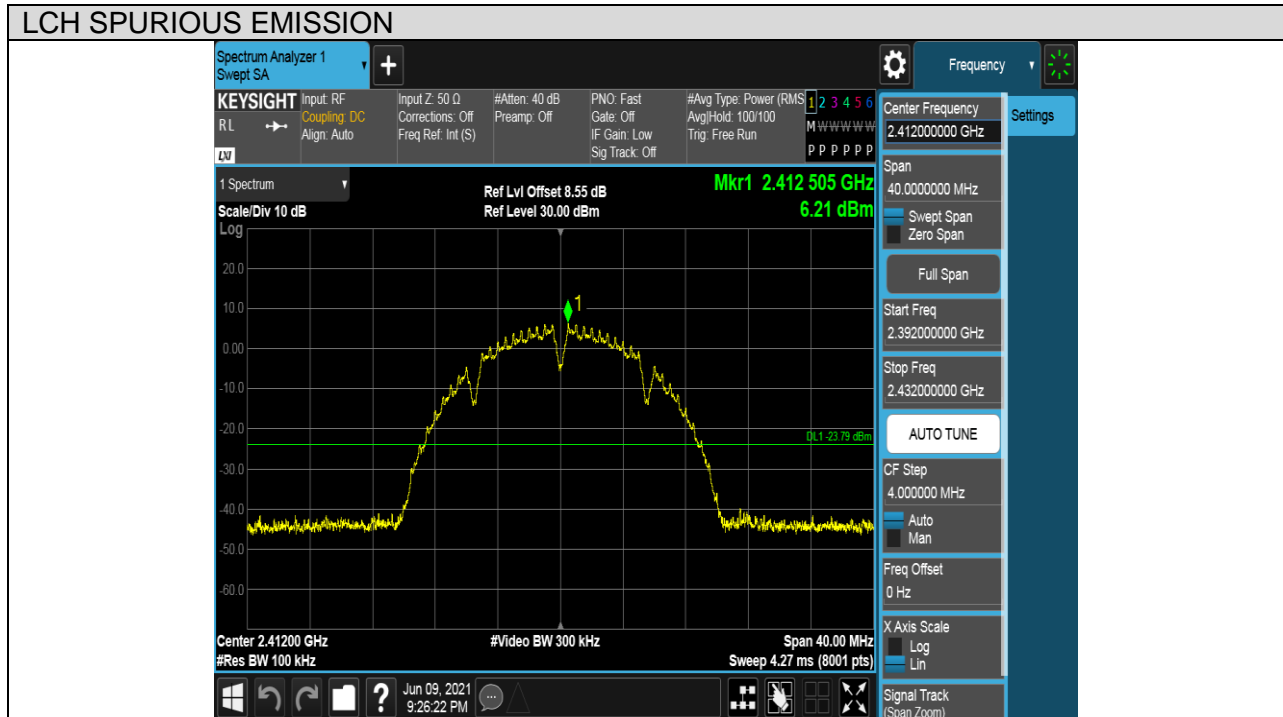 LCH SPURIOUS EMISSION
Spectrum Analyzer 1
Swept SA
+
Frequency
KEYSIGHT
RL
LXI
Input: RF
Coupling: DC
Align: Auto
Input Z: 50 Ω
Corrections: Off
Freq Ref: Int (S)
#Atten: 40 dB
Preamp: Off
PNO: Fast
Gate: Off
IF Gain: Low
Sig Track: Off
#Avg Type: Power (RMS
Avg|Hold: 100/100
Trig: Free Run
1 2 3 4 5 6
M W W W W W
P P P P P P
1 Spectrum
Scale/Div 10 dB
Ref Lvl Offset 8.55 dB
Ref Level 30.00 dBm
Mkr1 2.412 505 GHz
6.21 dBm
Log
20.0
10.0
0.00
-10.0
-20.0
-30.0
-40.0
-50.0
-60.0
1
DL1 -23.79 dBm
Center 2.41200 GHz
#Res BW 100 kHz
#Video BW 300 kHz
Span 40.00 MHz
Sweep 4.27 ms (8001 pts)
?
Jun 09, 2021
9:26:22 PM
Center Frequency
2.412000000 GHz
Settings
Span
40.0000000 MHz
Swept Span
Zero Span
Full Span
Start Freq
2.392000000 GHz
Stop Freq
2.432000000 GHz
AUTO TUNE
CF Step
4.000000 MHz
Auto
Man
Freq Offset
0 Hz
X Axis Scale
Log
Lin
Signal Track
(Span Zoom)